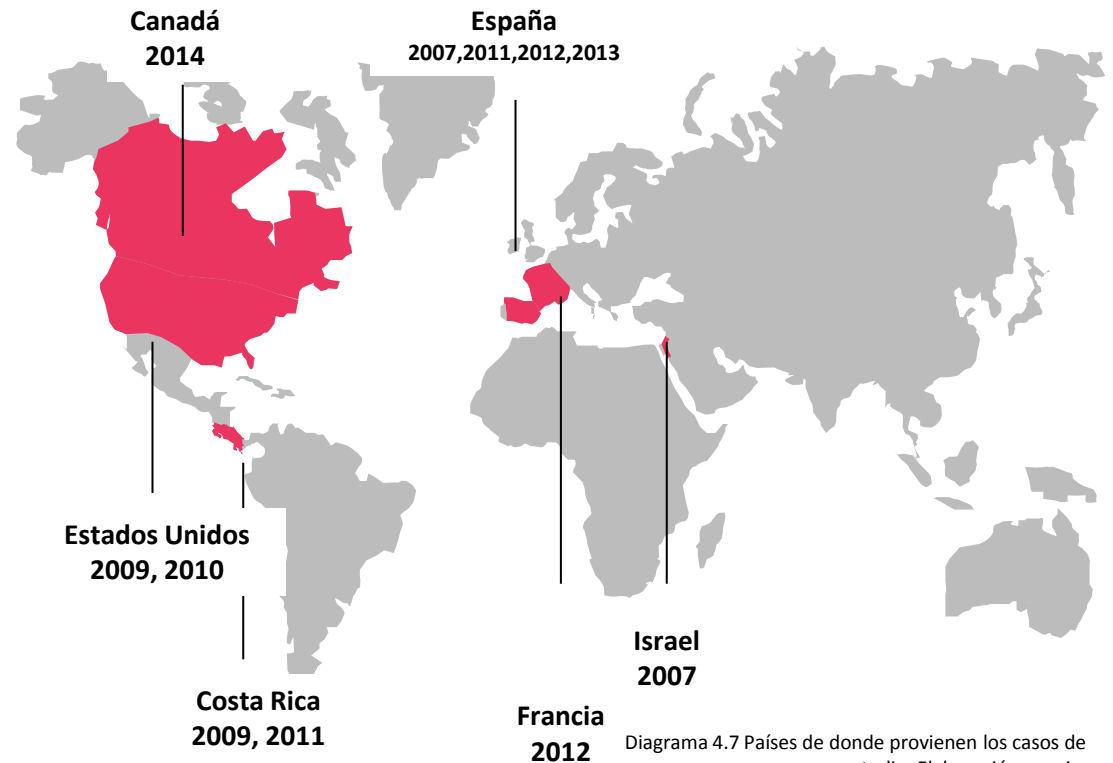 Canadá
2014
España
2007,2011,2012,2013
Estados Unidos
2009, 2010
Costa Rica
2009, 2011
Israel
2007
Francia
2012
Diagrama 4.7 Países de donde provienen los casos de